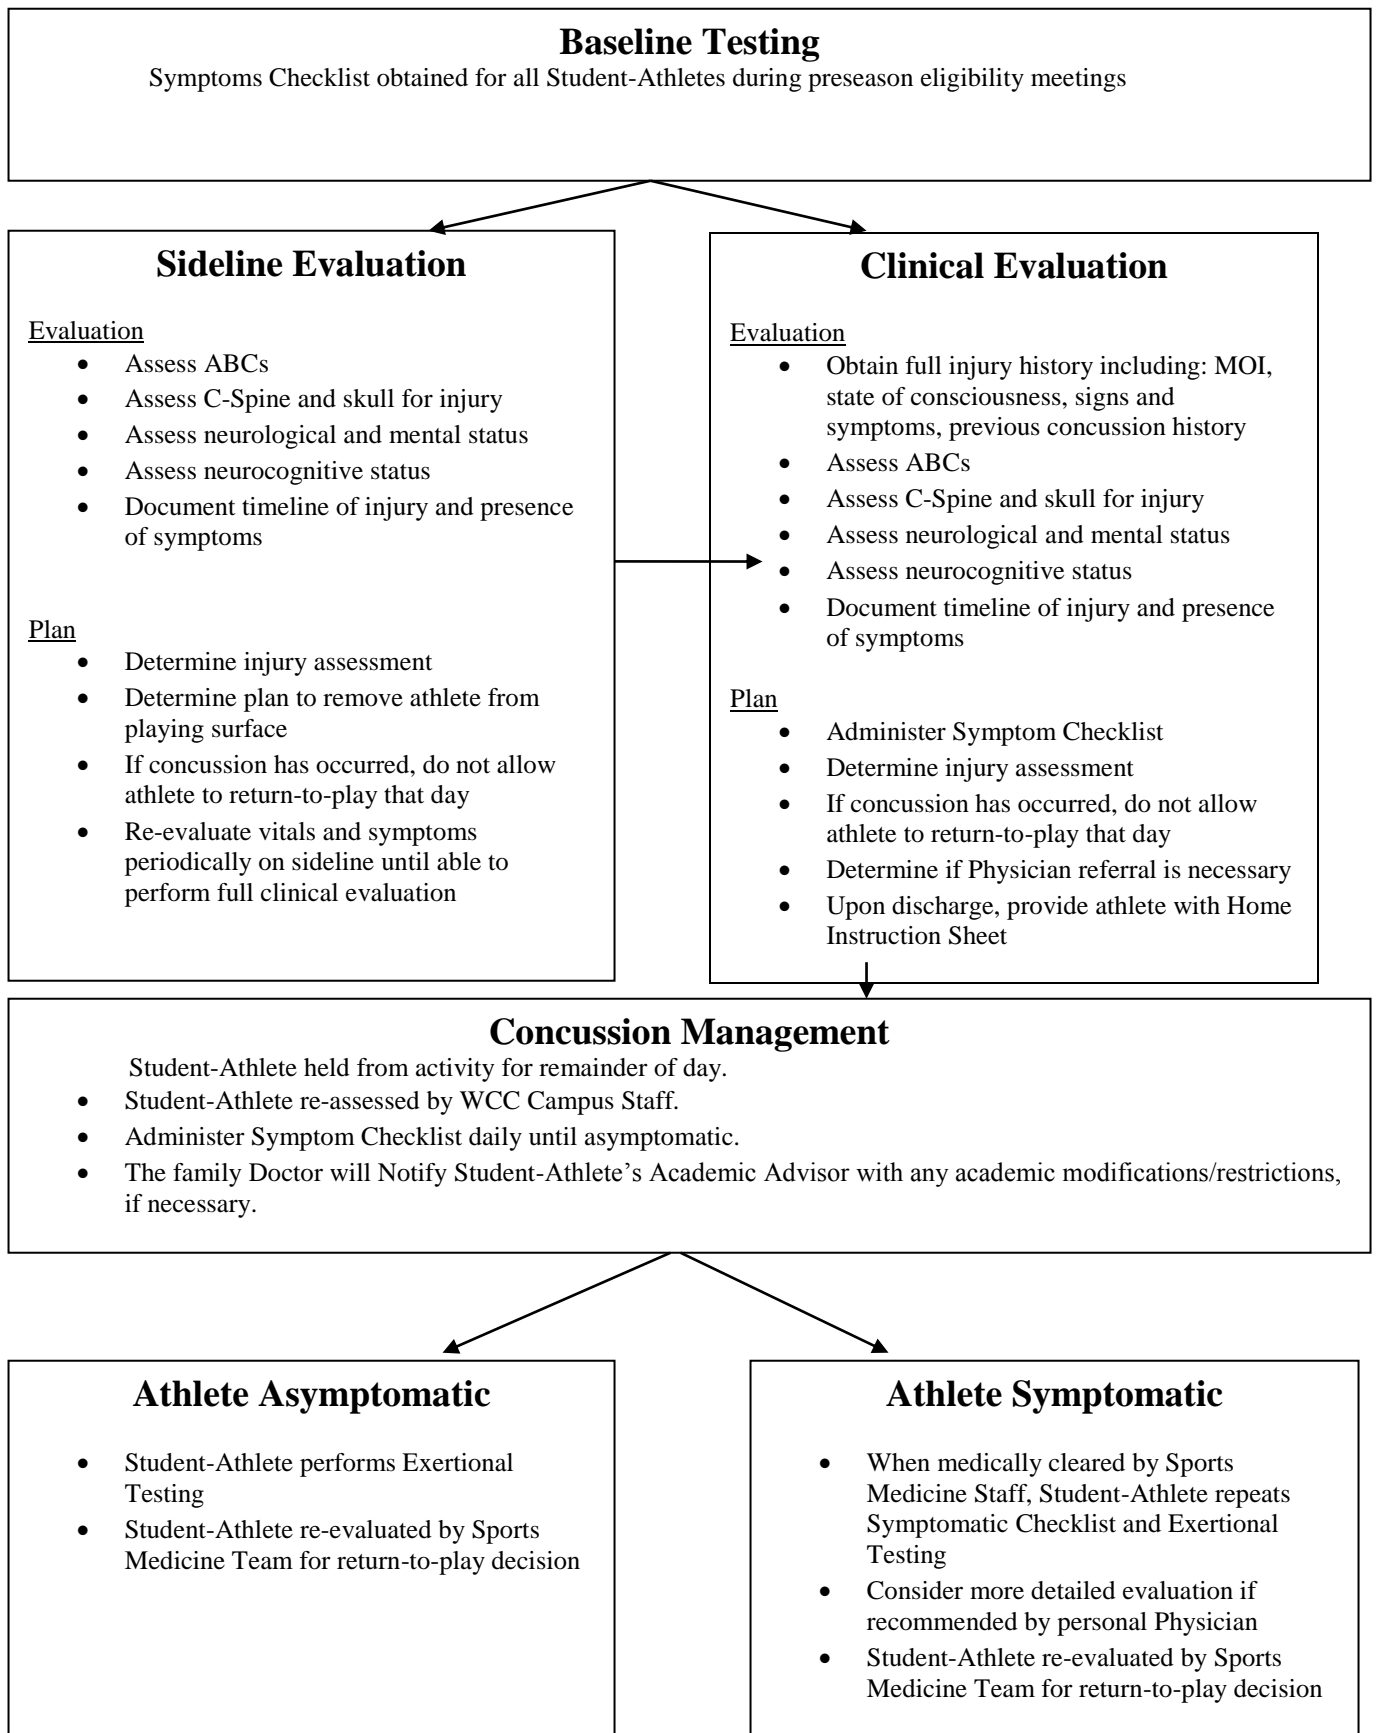 Baseline Testing
Symptoms Checklist obtained for all Student-Athletes during preseason eligibility meetings
Sideline Evaluation
Evaluation
• Assess ABCs
• Assess C-Spine and skull for injury
• Assess neurological and mental status
• Assess neurocognitive status
• Document timeline of injury and presence
of symptoms
Plan
• Determine injury assessment
• Determine plan to remove athlete from
playing surface
• If concussion has occurred, do not allow
athlete to return-to-play that day
• Re-evaluate vitals and symptoms
periodically on sideline until able to
perform full clinical evaluation
Clinical Evaluation
Evaluation
• Obtain full injury history including: MOI,
state of consciousness, signs and
symptoms, previous concussion history
• Assess ABCs
• Assess C-Spine and skull for injury
• Assess neurological and mental status
• Assess neurocognitive status
• Document timeline of injury and presence
of symptoms
Plan
• Administer Symptom Checklist
• Determine injury assessment
• If concussion has occurred, do not allow
athlete to return-to-play that day
• Determine if Physician referral is necessary
• Upon discharge, provide athlete with Home
Instruction Sheet
Concussion Management
Student-Athlete held from activity for remainder of day.
• Student-Athlete re-assessed by WCC Campus Staff.
• Administer Symptom Checklist daily until asymptomatic.
• The family Doctor will Notify Student-Athlete's Academic Advisor with any academic modifications/restrictions,
if necessary.
Athlete Asymptomatic
• Student-Athlete performs Exertional
Testing
• Student-Athlete re-evaluated by Sports
Medicine Team for return-to-play decision
Athlete Symptomatic
• When medically cleared by Sports
Medicine Staff, Student-Athlete repeats
Symptomatic Checklist and Exertional
Testing
• Consider more detailed evaluation if
recommended by personal Physician
• Student-Athlete re-evaluated by Sports
Medicine Team for return-to-play decision